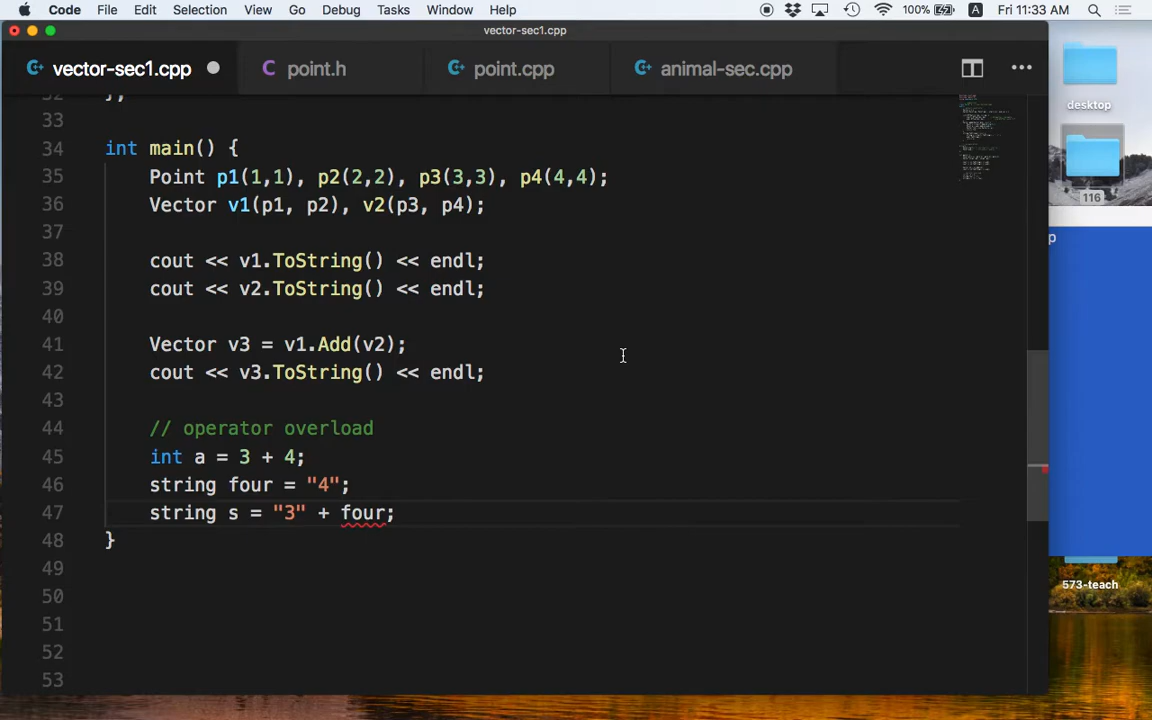 Code File Edit Selection View Go Debug Tasks Window Help 100% A Fri 11:33 AM
vector-sec1.cpp
vector-sec1.cpp point.h point.cpp animal-sec.cpp
desktop
116
p
573-teach
32 };
33
34 int main() {
35 Point p1(1,1), p2(2,2), p3(3,3), p4(4,4);
36 Vector v1(p1, p2), v2(p3, p4);
37
38 cout << v1.ToString() << endl;
39 cout << v2.ToString() << endl;
40
41 Vector v3 = v1.Add(v2);
42 cout << v3.ToString() << endl;
43
44 // operator overload
45 int a = 3 + 4;
46 string four = "4";
47 string s = "3" + four;
48 }
49
50
51
52
53